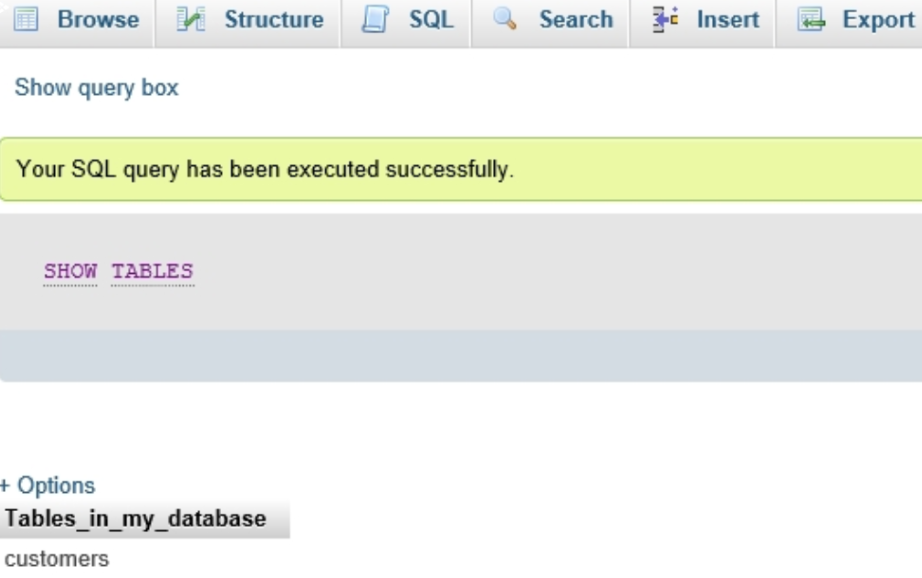 Browse Structure SQL Search Insert Export
Show query box
Your SQL query has been executed successfully.
SHOW TABLES
+ Options
Tables_in_my_database
customers